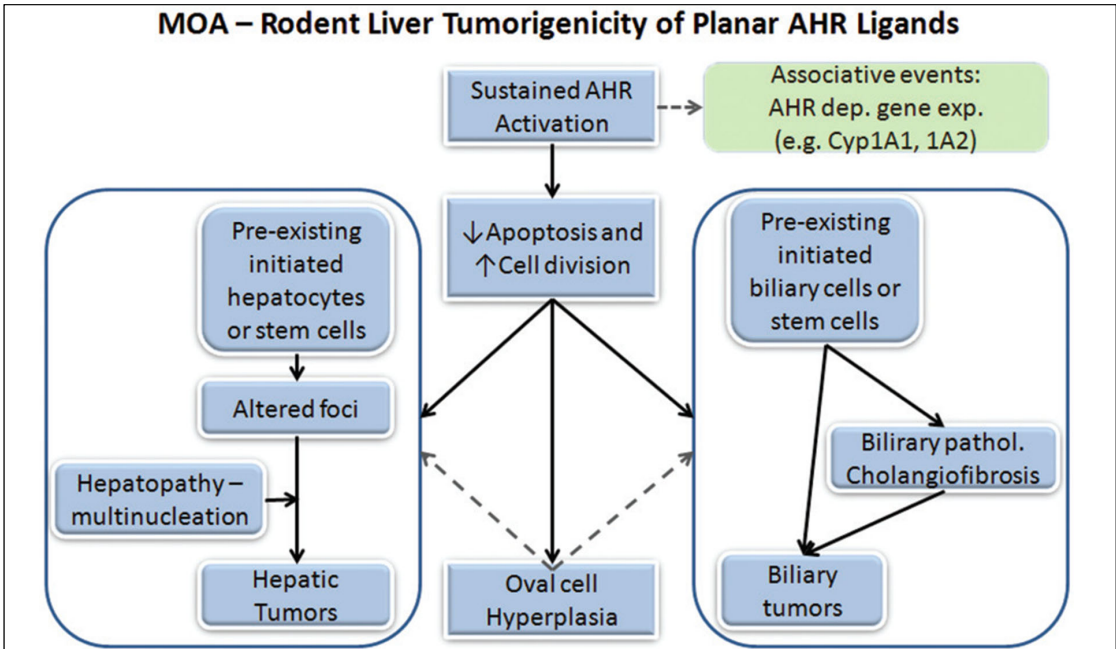 MOA – Rodent Liver Tumorigenicity of Planar AHR Ligands
Sustained AHR
Activation
Associative events:
AHR dep. gene exp.
(e.g. Cyp1A1, 1A2)
↓Apoptosis and
↑Cell division
Pre-existing
initiated
hepatocytes
or stem cells
Altered foci
Hepatopathy –
multinucleation
Hepatic
Tumors
Oval cell
Hyperplasia
Pre-existing
initiated
biliary cells or
stem cells
Bilirary pathol.
Cholangiofibrosis
Biliary
tumors